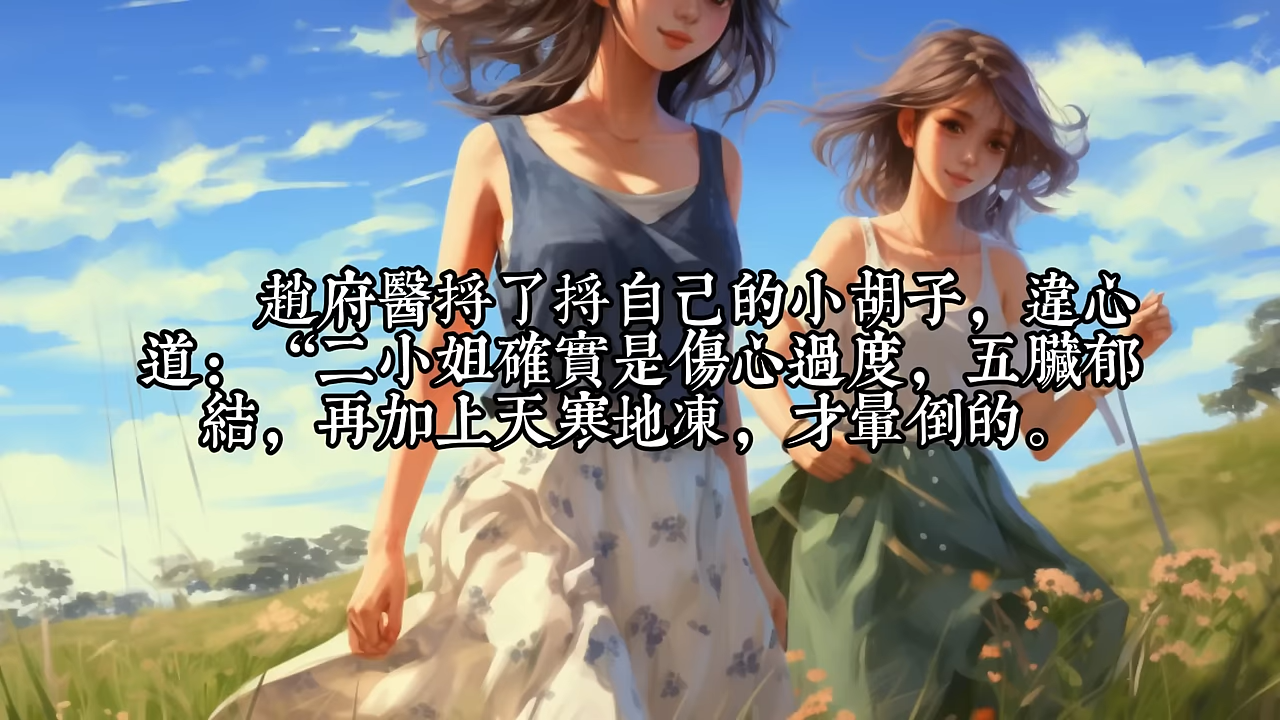 趙府醫捋了捋自己的小胡子，違心
道：“二小姐確實是傷心過度，五臟郁
結，再加上天寒地凍，才暈倒的。